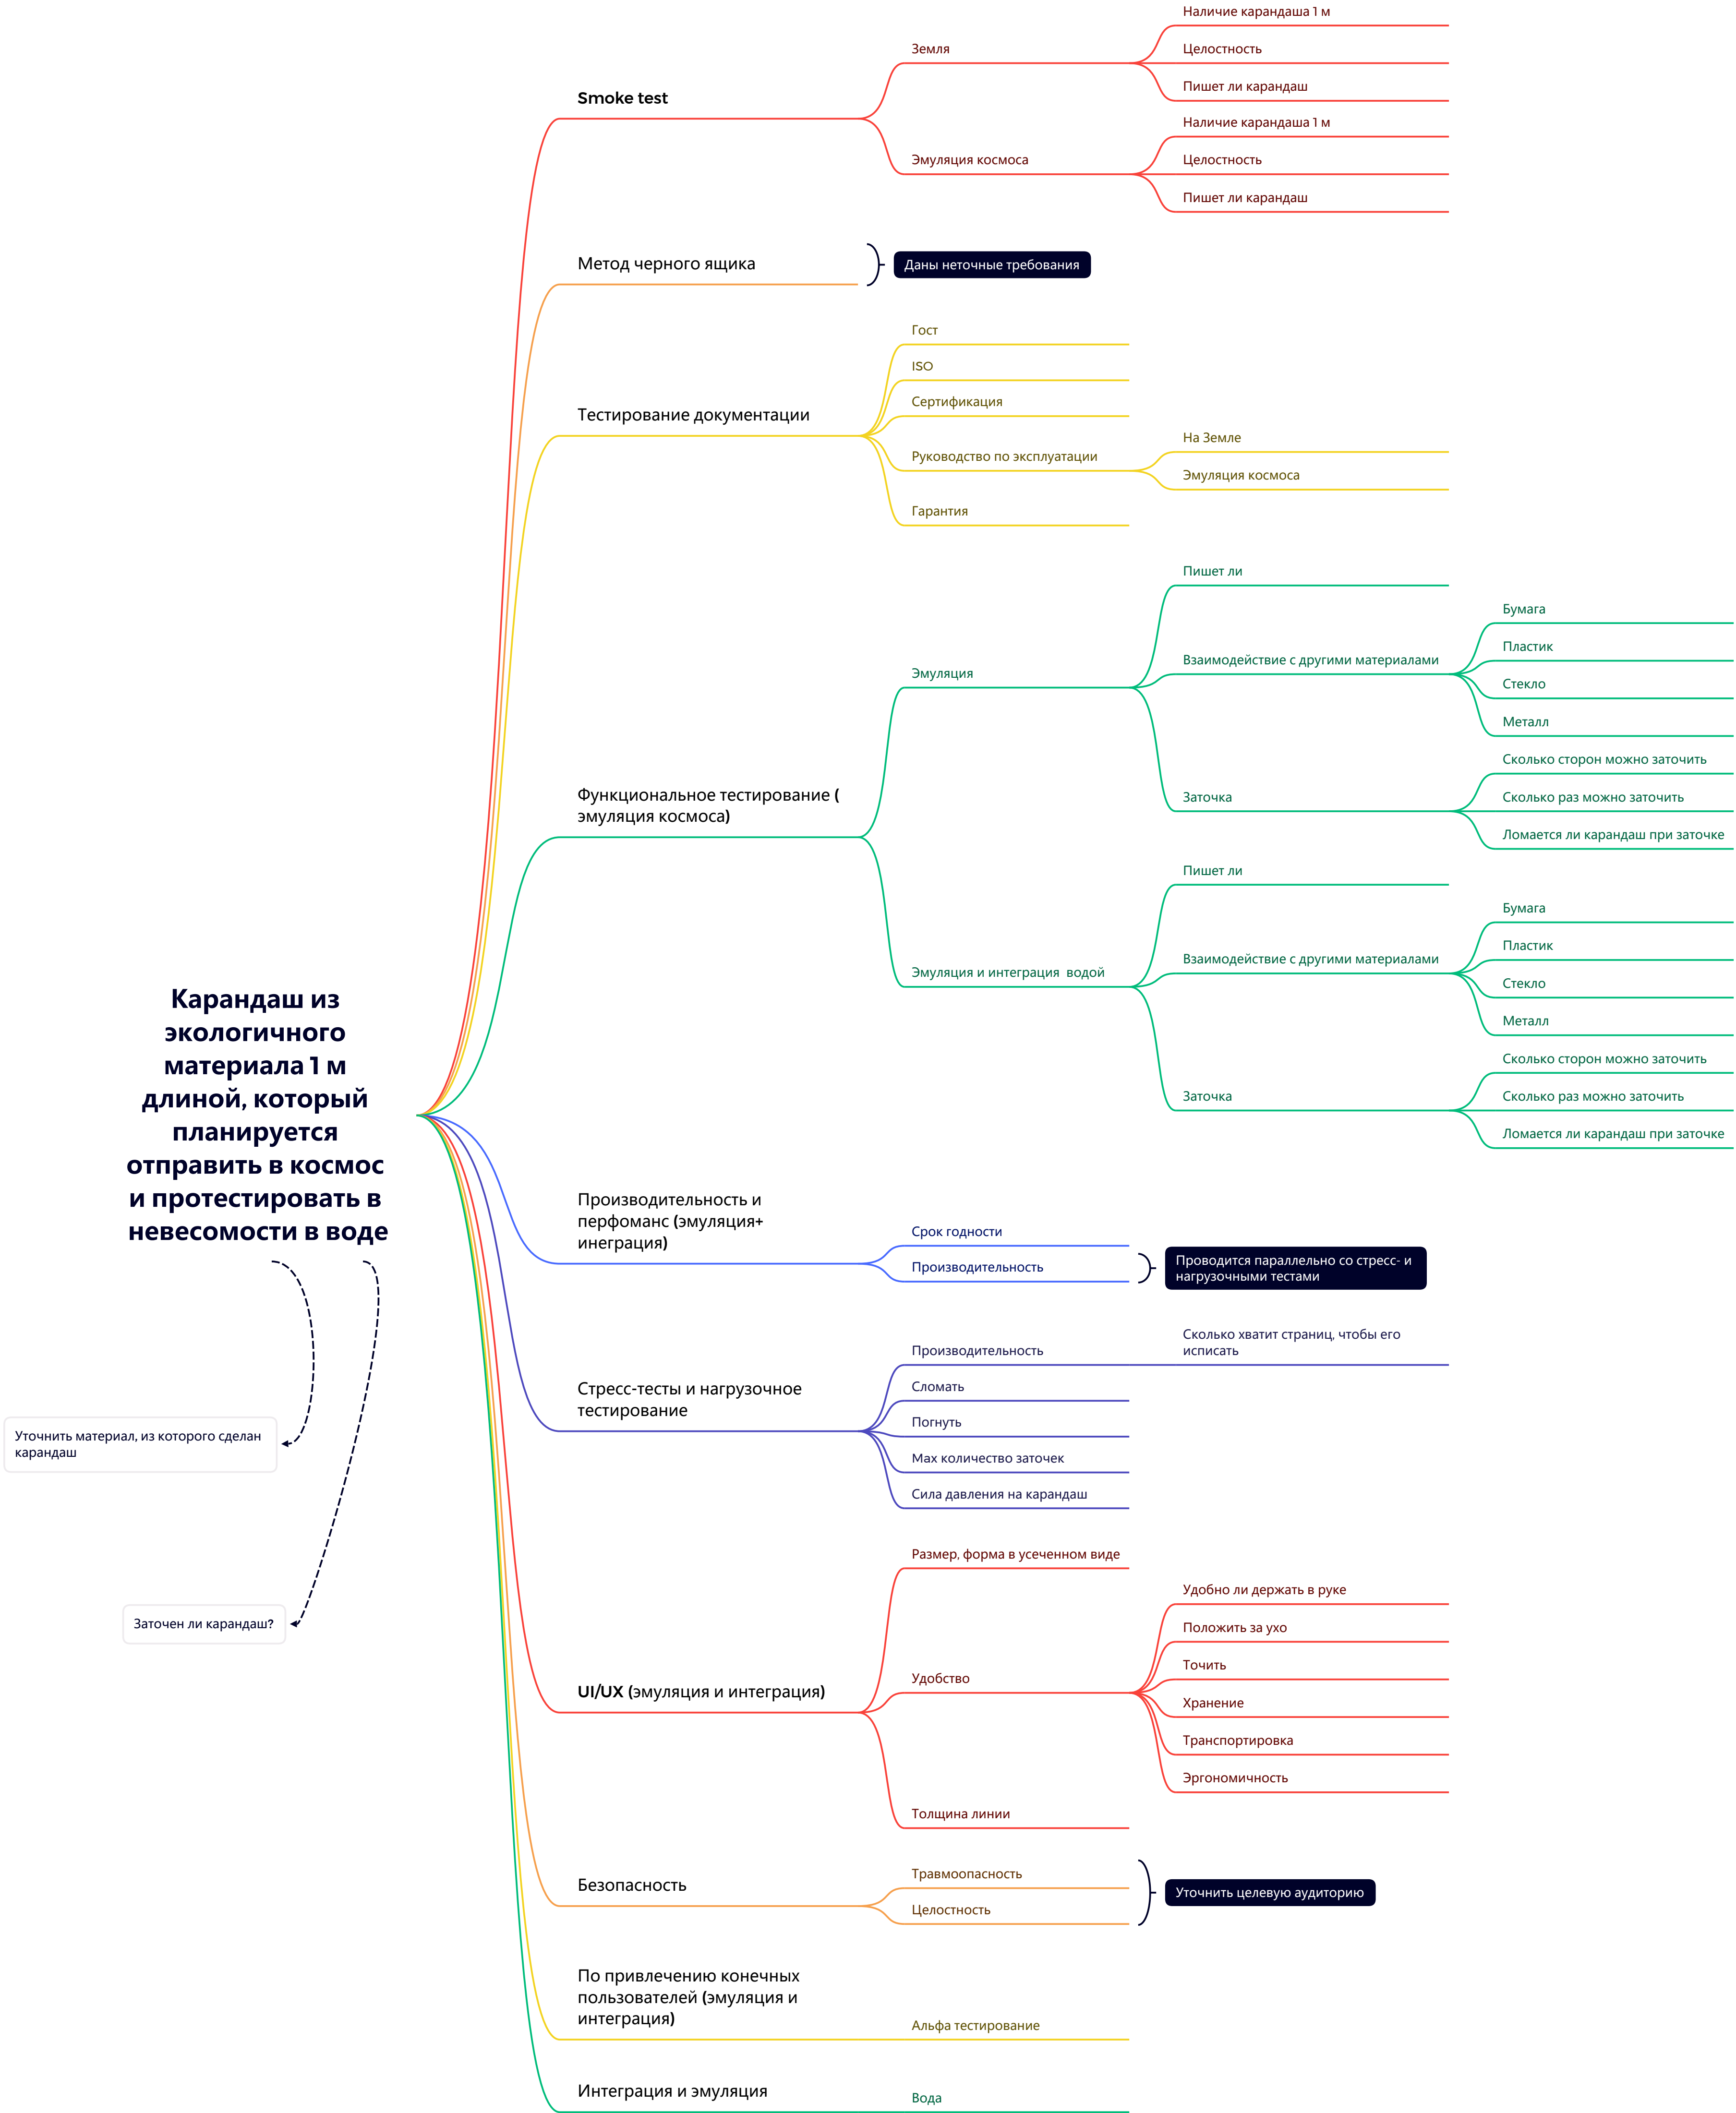 Карандаш из
экологичного
материала 1 м
длиной, который
планируется
отправить в космос
и протестировать в
невесомости в воде
Уточнить материал, из которого сделан
карандаш
Заточен ли карандаш?
Smoke test
Земля
Наличие карандаша 1 м
Целостность
Пишет ли карандаш
Эмуляция космоса
Наличие карандаша 1 м
Целостность
Пишет ли карандаш
Метод черного ящика
Даны неточные требования
Тестирование документации
Гост
ISO
Сертификация
Руководство по эксплуатации
На Земле
Эмуляция космоса
Гарантия
Функциональное тестирование (
эмуляция космоса)
Эмуляция
Пишет ли
Взаимодействие с другими материалами
Бумага
Пластик
Стекло
Металл
Заточка
Сколько сторон можно заточить
Сколько раз можно заточить
Ломается ли карандаш при заточке
Эмуляция и интеграция  водой
Пишет ли
Взаимодействие с другими материалами
Бумага
Пластик
Стекло
Металл
Заточка
Сколько сторон можно заточить
Сколько раз можно заточить
Ломается ли карандаш при заточке
Производительность и
перфоманс (эмуляция+
инеграция)
Срок годности
Производительность
Проводится параллельно со стресс- и
нагрузочными тестами
Стресс-тесты и нагрузочное
тестирование
Производительность
Сколько хватит страниц, чтобы его
исписать
Сломать
Погнуть
Мах количество заточек
Сила давления на карандаш
UI/UX (эмуляция и интеграция)
Размер, форма в усеченном виде
Удобство
Удобно ли держать в руке
Положить за ухо
Точить
Хранение
Транспортировка
Эргономичность
Толщина линии
Безопасность
Травмоопасность
Целостность
Уточнить целевую аудиторию
По привлечению конечных
пользователей (эмуляция и
интеграция)
Альфа тестирование
Интеграция и эмуляция
Вода